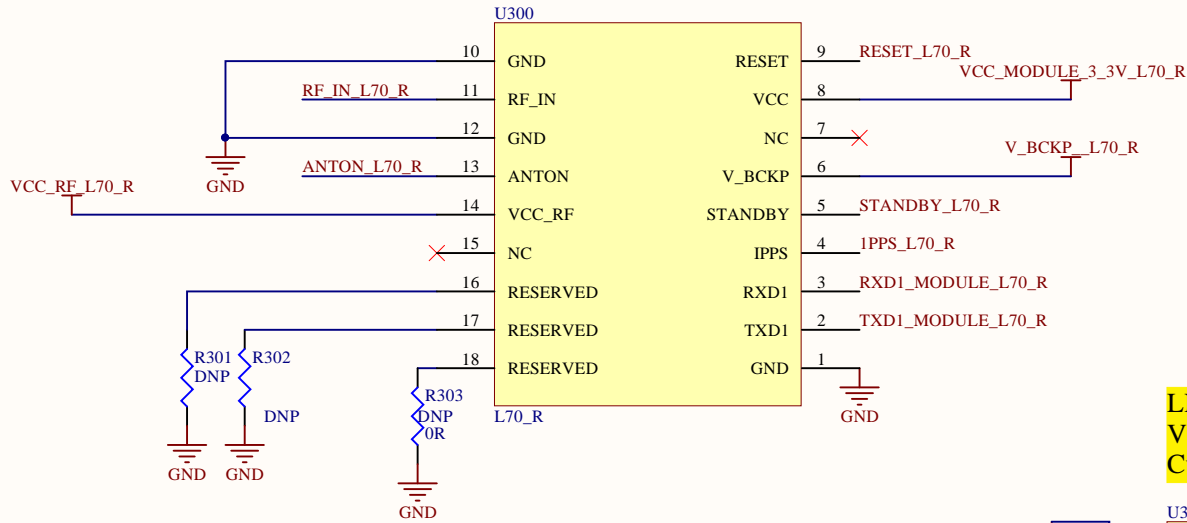 U300
10 GND RESET 9 RESET_L70_R
VCC_MODULE_3_3V_L70_R
RF_IN_L70_R 11 RF_IN VCC 8
12 GND NC 7
GND
V_BCKP__L70_R
ANTON_L70_R 13 ANTON V_BCKP 6
VCC_RF_L70_R
14 VCC_RF STANDBY 5 STANDBY_L70_R
15 NC IPPS 4 1PPS_L70_R
16 RESERVED RXD1 3 RXD1_MODULE_L70_R
17 RESERVED TXD1 2 TXD1_MODULE_L70_R
18 RESERVED GND 1
R301
DNP
R302
DNP
R303
DNP
0R
L70_R
GND
GND
GND
GND